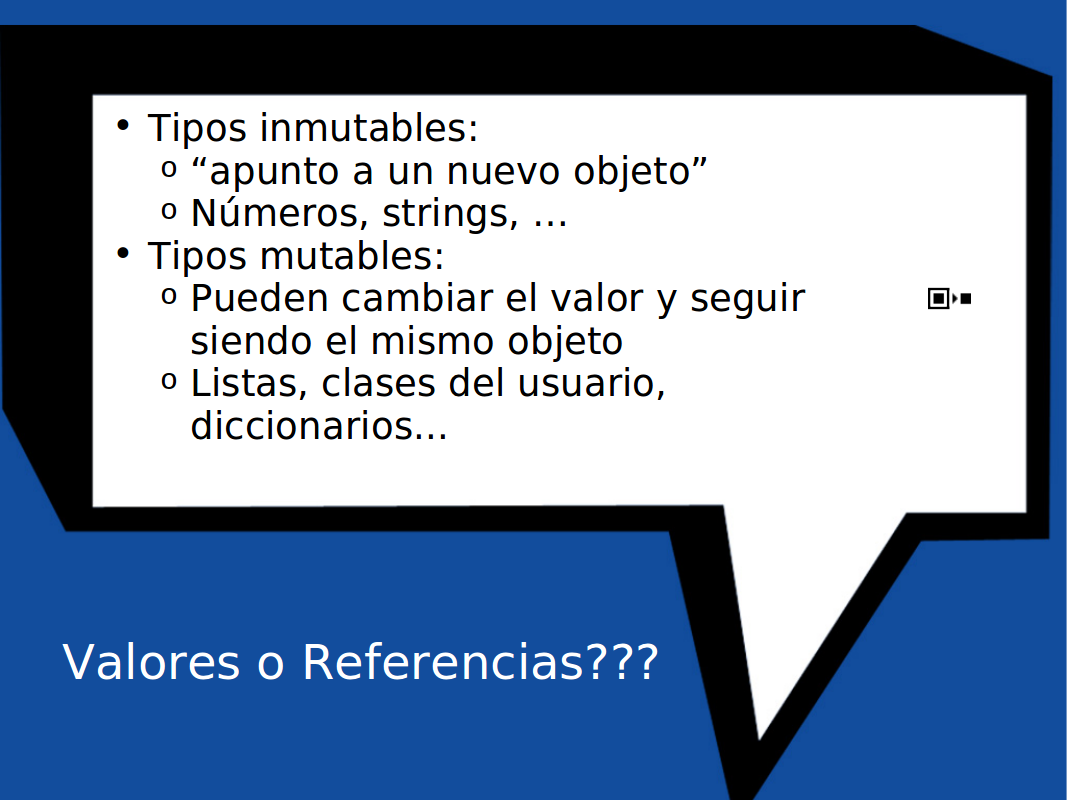 • Tipos inmutables:
o “apunto a un nuevo objeto”
o Números, strings, ...
• Tipos mutables:
o Pueden cambiar el valor y seguir
siendo el mismo objeto
o Listas, clases del usuario,
diccionarios...
Valores o Referencias???